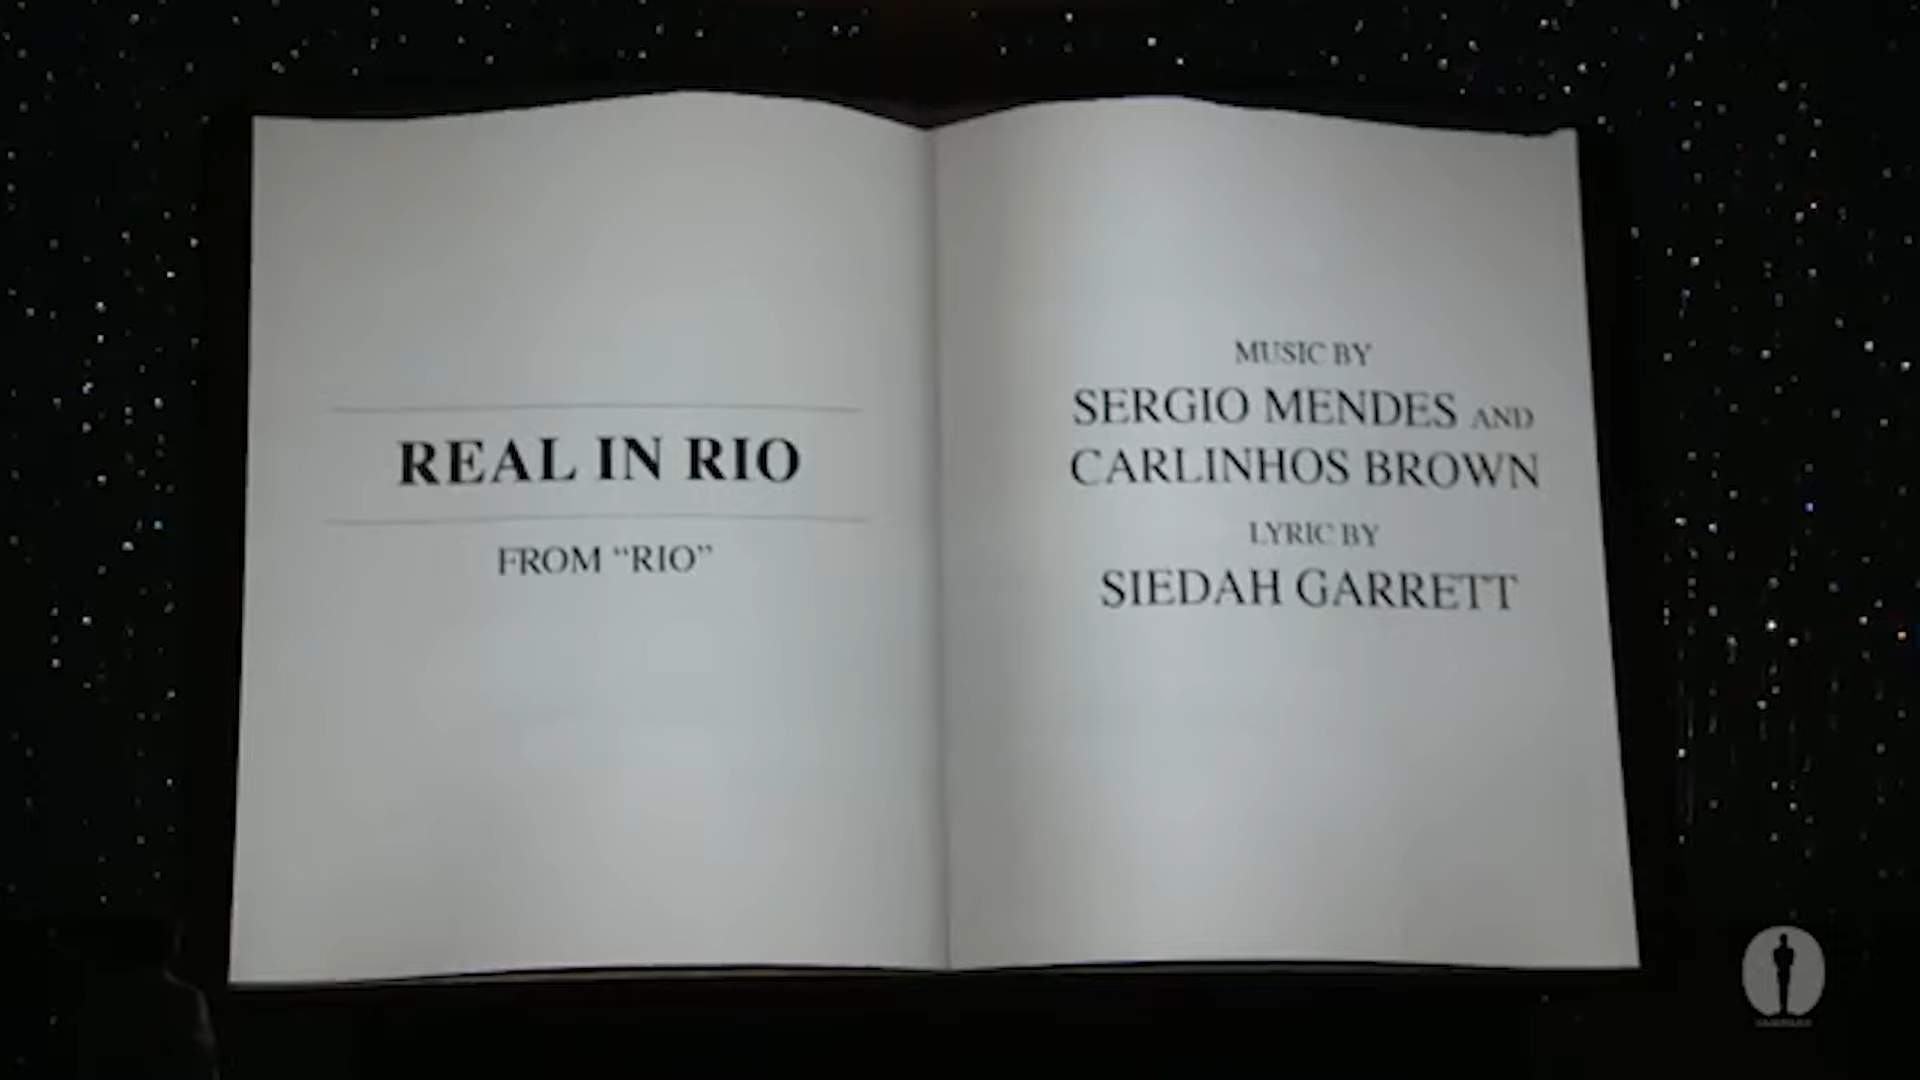 REAL IN RIO
FROM “RIO”
MUSIC BY
SERGIO MENDES AND
CARLINHOS BROWN
LYRIC BY
SIEDAH GARRETT